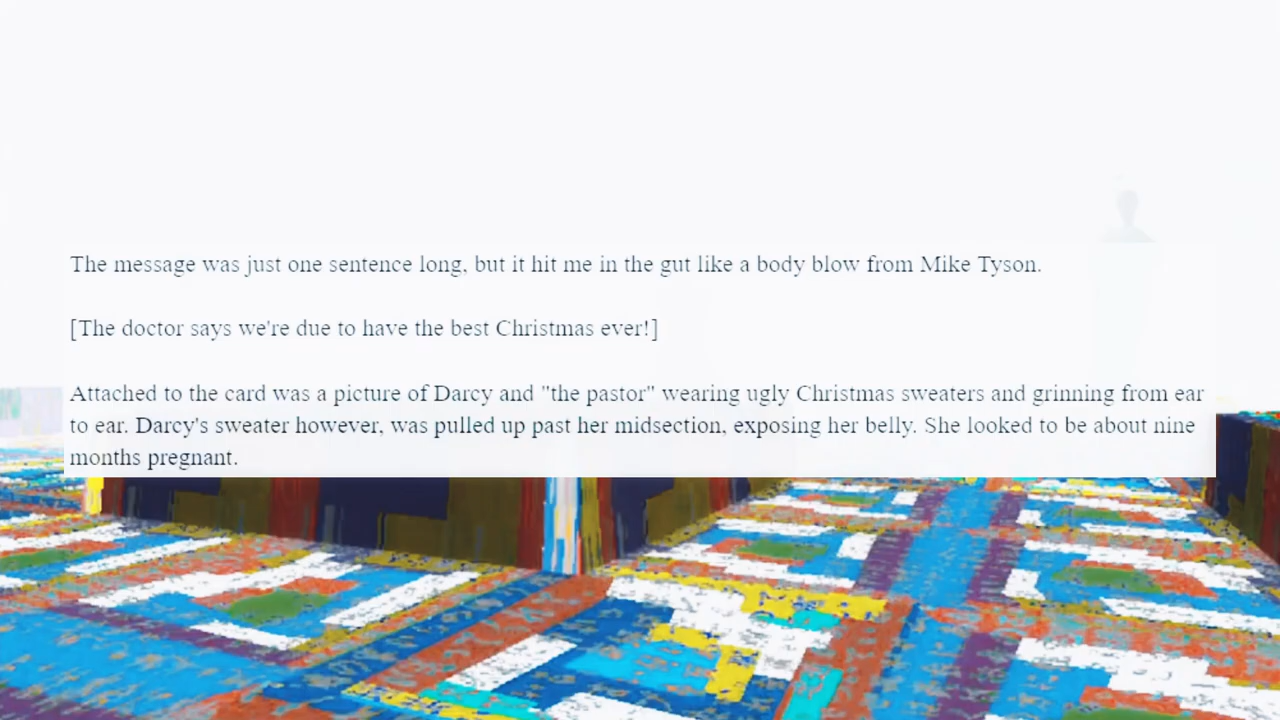 The message was just one sentence long, but it hit me in the gut like a body blow from Mike Tyson.
[The doctor says we're due to have the best Christmas ever!]
Attached to the card was a picture of Darcy and "the pastor" wearing ugly Christmas sweaters and grinning from ear
to ear. Darcy's sweater however, was pulled up past her midsection, exposing her belly. She looked to be about nine
months pregnant.